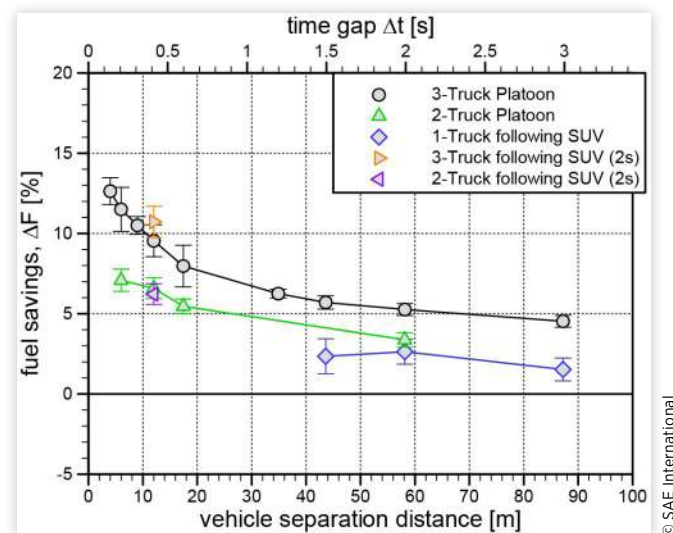 time gap Δt [s]
0 0.5 1 1.5 2 2.5 3
20
15
10
5
0
-5
fuel savings, ΔF [%]
3-Truck Platoon
2-Truck Platoon
1-Truck following SUV
3-Truck following SUV (2s)
2-Truck following SUV (2s)
0 10 20 30 40 50 60 70 80 90 100
vehicle separation distance [m]
© SAE International